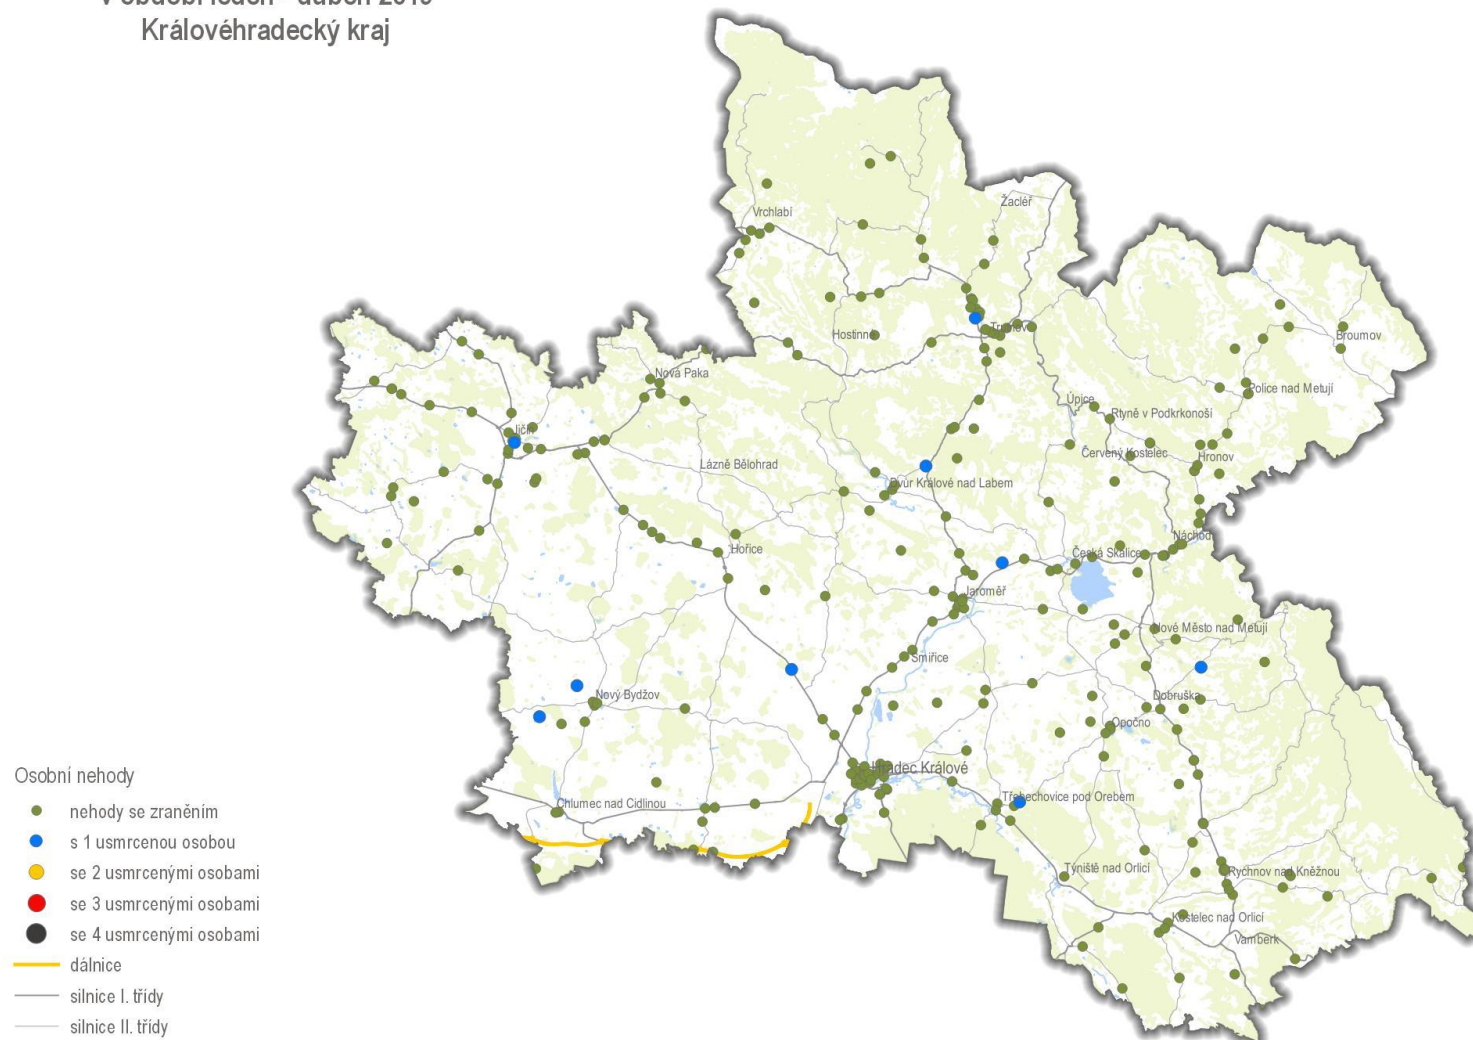 Královéhradecký kraj
Žacléř
Vrchlabí
Hostinné
Broumov
Nová Paka
Police nad Metují
Úpice
Rtyně v Podkrkonoší
Jičín
Červený Kostelec
Hronov
Lázně Bělohrad
Dvůr Králové nad Labem
Náchod
Hořice
Česká Skalice
Jaroměř
Nové Město nad Metují
Smiřice
Nový Bydžov
Dobruška
Opočno
Hradec Králové
Osobní nehody
Třebechovice pod Orebem
Chlumec nad Cidlinou
nehody se zraněním
s 1 usmrcenou osobou
se 2 usmrcenými osobami
Týniště nad Orlicí
Rychnov nad Kněžnou
se 3 usmrcenými osobami
Kostelec nad Orlicí
se 4 usmrcenými osobami
Vamberk
dálnice
silnice I. třídy
silnice II. třídy